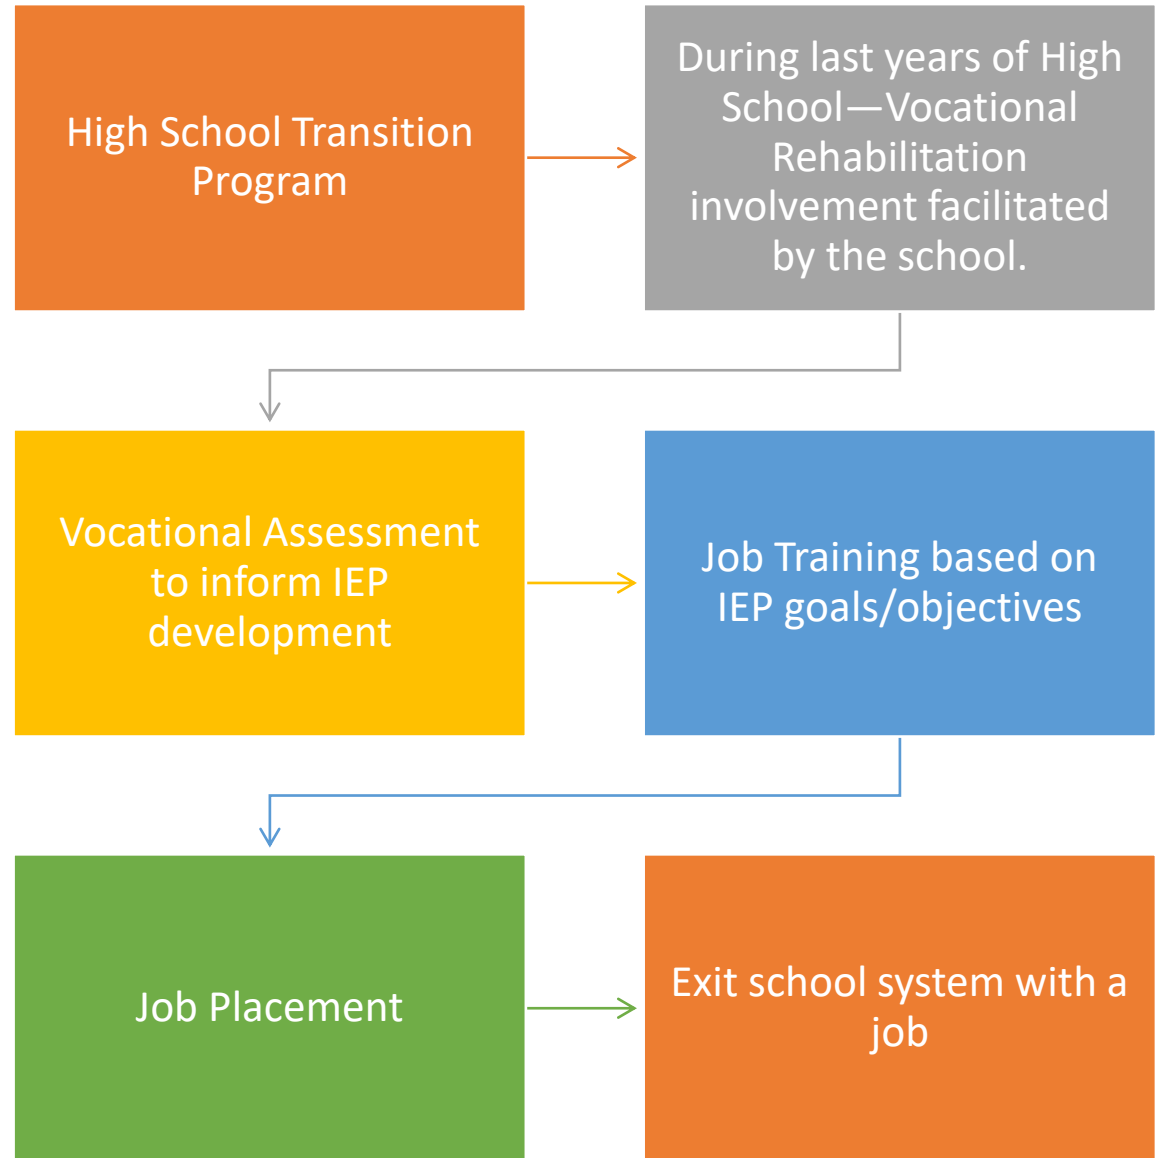 High School Transition
Program
During last years of High
School—Vocational
Rehabilitation
involvement facilitated
by the school.
Vocational Assessment
to inform IEP
development
Job Training based on
IEP goals/objectives
Job Placement
Exit school system with a
job